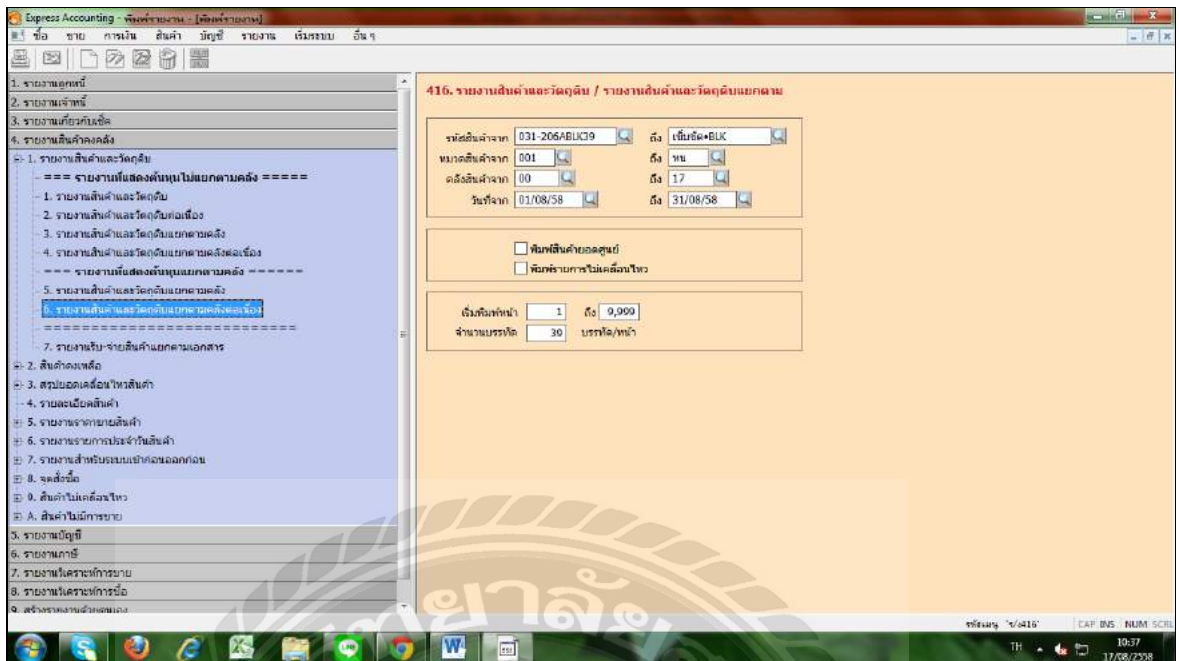 Express Accounting - พิมพ์รายงาน - [พิมพ์รายงาน]
ซื้อ ขาย การเงิน สินค้า บัญชี รายงาน เริ่มระบบ อื่น ๆ
1. รายงานลูกหนี้
2. รายงานเจ้าหนี้
3. รายงานเกี่ยวกับเช็ค
4. รายงานสินค้าคงคลัง
1. รายงานสินค้าและวัตถุดิบ
=== รายงานที่แสดงต้นทุนไม่แยกตามคลัง =====
1. รายงานสินค้าและวัตถุดิบ
2. รายงานสินค้าและวัตถุดิบต่อเนื่อง
3. รายงานสินค้าและวัตถุดิบแยกตามคลัง
4. รายงานสินค้าและวัตถุดิบแยกตามคลังต่อเนื่อง
=== รายงานที่แสดงต้นทุนแยกตามคลัง ======
5. รายงานสินค้าและวัตถุดิบแยกตามคลัง
6. รายงานสินค้าและวัตถุดิบแยกตามคลังต่อเนื่อง
===========================
7. รายงานรับ-จ่ายสินค้าแยกตามเอกสาร
2. สินค้าคงเหลือ
3. สรุปยอดเคลื่อนไหวสินค้า
4. รายละเอียดสินค้า
5. รายงานราคาขายสินค้า
6. รายงานรายการประจำวันสินค้า
7. รายงานสำหรับระบบเข้าก่อนออกก่อน
8. จุดสั่งซื้อ
9. สินค้าไม่เคลื่อนไหว
A. สินค้าไม่มีการขาย
5. รายงานบัญชี
6. รายงานภาษี
7. รายงานวิเคราะห์การขาย
8. รายงานวิเคราะห์การซื้อ
9. สร้างรายงานด้วยตนเอง
416. รายงานสินค้าและวัตถุดิบ / รายงานสินค้าและวัตถุดิบแยกตาม
รหัสสินค้าจาก 031-206ABLK39 ถึง เข็มขัด+BLK
หมวดสินค้าจาก 001 ถึง หน
คลังสินค้าจาก 00 ถึง 17
วันที่จาก 01/08/58 ถึง 31/08/58
พิมพ์สินค้ายอดศูนย์
พิมพ์รายการไม่เคลื่อนไหว
เริ่มพิมพ์หน้า 1 ถึง 9,999
จำนวนบรรทัด 39 บรรทัด/หน้า
รหัสเมนู CAP INS NUM SCRL
TH 10:37
17/08/2558